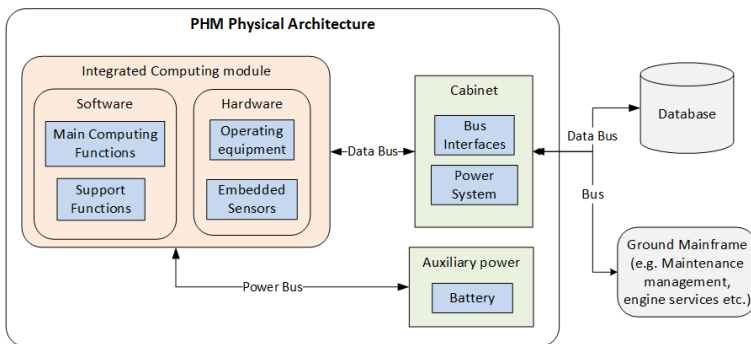 PHM Physical Architecture
Integrated Computing module
Software
Main Computing
Functions
Support
Functions
Hardware
Operating
equipment
Embedded
Sensors
Data Bus
Cabinet
Bus
Interfaces
Power
System
Power Bus
Auxiliary power
Battery
Data Bus
Bus
Database
Ground Mainframe
(e.g. Maintenance
management,
engine services etc.)